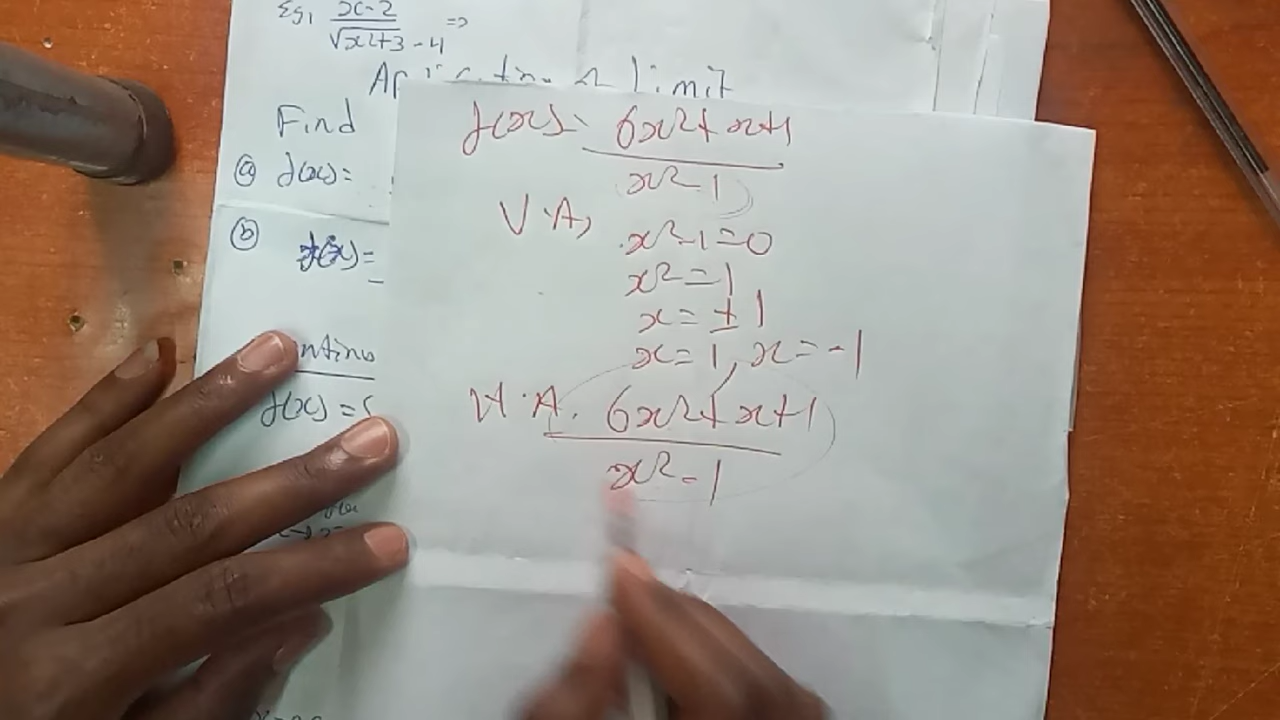 Eg, x-2 / √x2+3 - 4 =>
limit
Find
(a) f(x) =
(b) f(x) =
f(x) =
f(x) = 6x²+x+1 / x²-1
V.A, x²-1=0
x²=1
x=±1
x=1, x=-1
H.A. 6x²+x+1 / x²-1